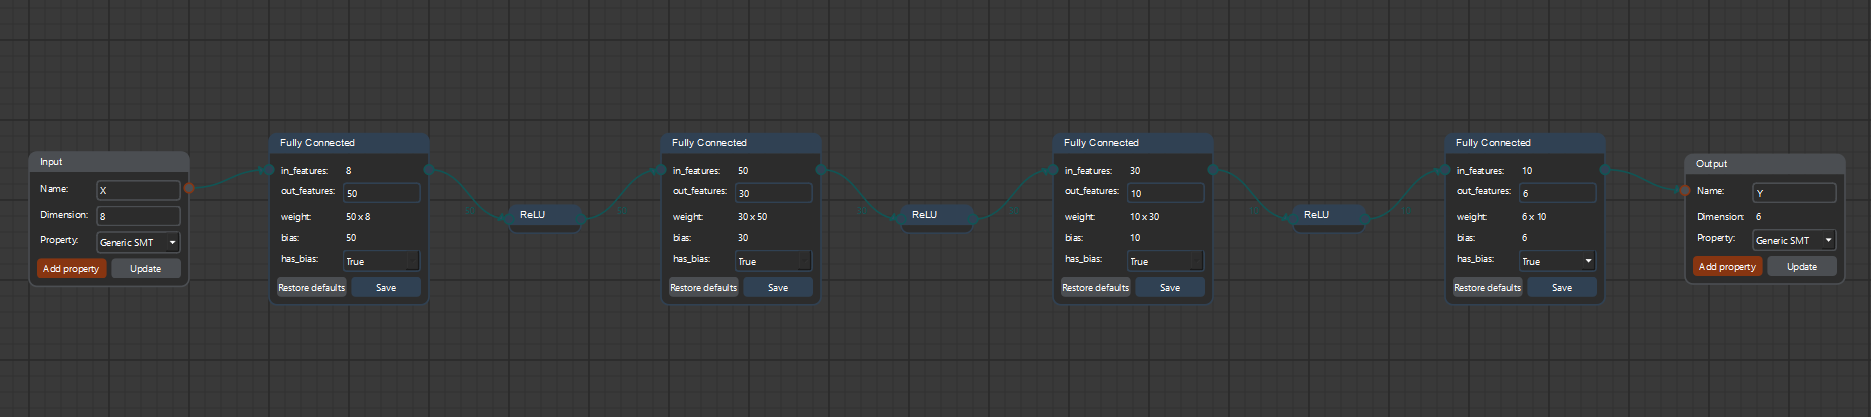 Input
Name: X
Dimension: 8
Property: Generic SMT
Add property Update
Fully Connected
in_features: 8
out_features: 50
weight: 50 x 8
bias: 50
has_bias: True
Restore defaults Save
50
ReLU
50
Fully Connected
in_features: 50
out_features: 30
weight: 30 x 50
bias: 30
has_bias: True
Restore defaults Save
30
ReLU
30
Fully Connected
in_features: 30
out_features: 10
weight: 10 x 30
bias: 10
has_bias: True
Restore defaults Save
10
ReLU
10
Fully Connected
in_features: 10
out_features: 6
weight: 6 x 10
bias: 6
has_bias: True
Restore defaults Save
Output
Name: Y
Dimension: 6
Property: Generic SMT
Add property Update